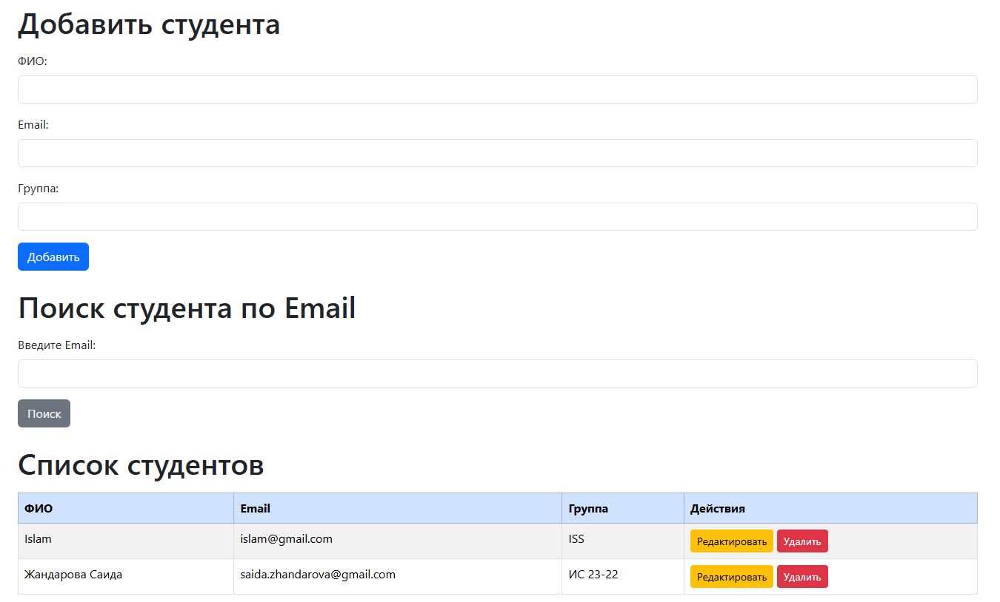 Добавить студента
ФИО:
Email:
Группа:
Добавить
Поиск студента по Email
Введите Email:
Поиск
Список студентов
ФИО Email Группа Действия
Islam islam@gmail.com ISS Редактировать Удалить
Жандарова Саида saida.zhandarova@gmail.com ИС 23-22 Редактировать Удалить